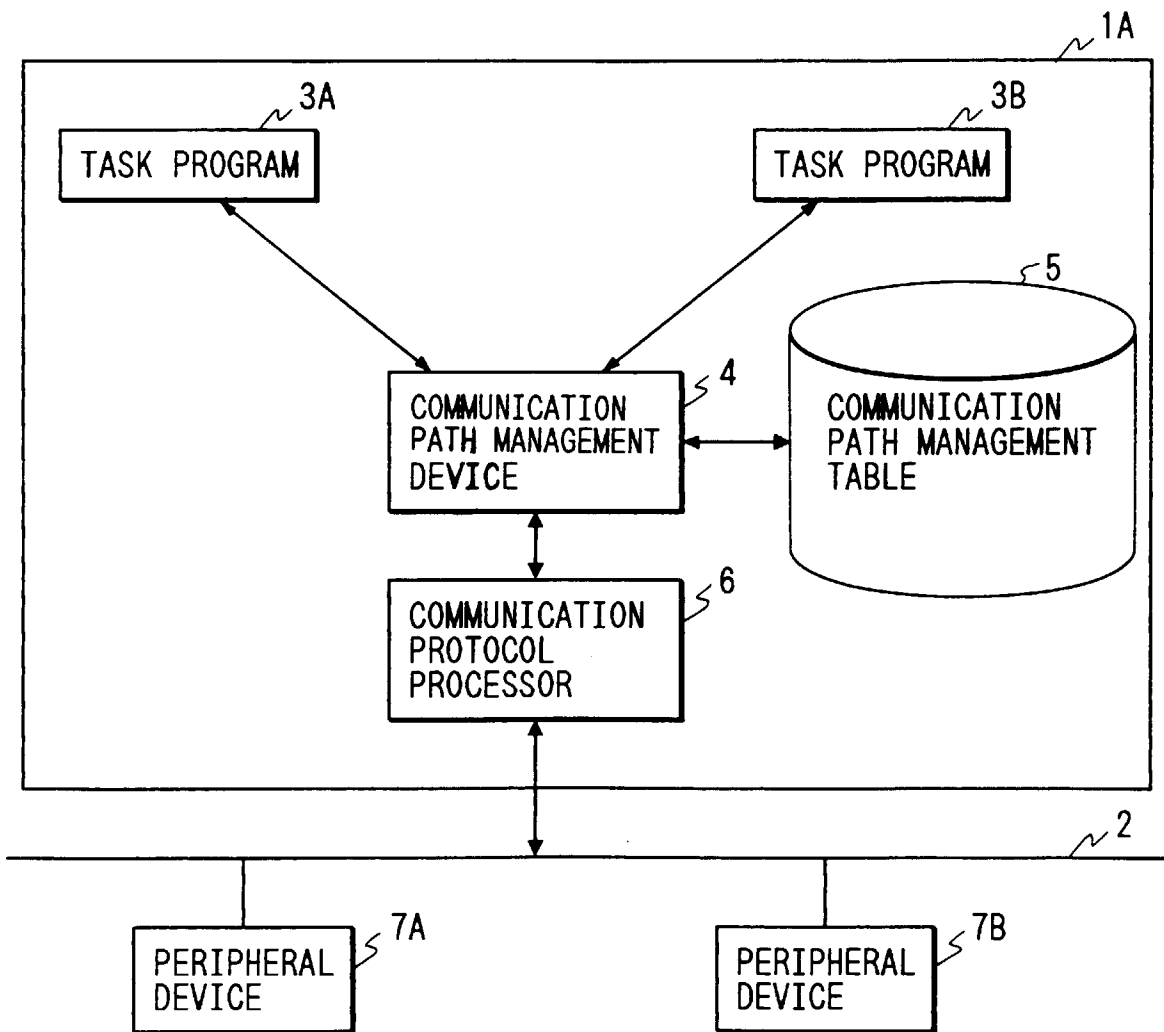 1A
3A
3B
TASK PROGRAM
TASK PROGRAM
5
4
COMMUNICATION
PATH MANAGEMENT
DEVICE
COMMUNICATION
PATH MANAGEMENT
TABLE
6
COMMUNICATION
PROTOCOL
PROCESSOR
2
7A
PERIPHERAL
DEVICE
7B
PERIPHERAL
DEVICE